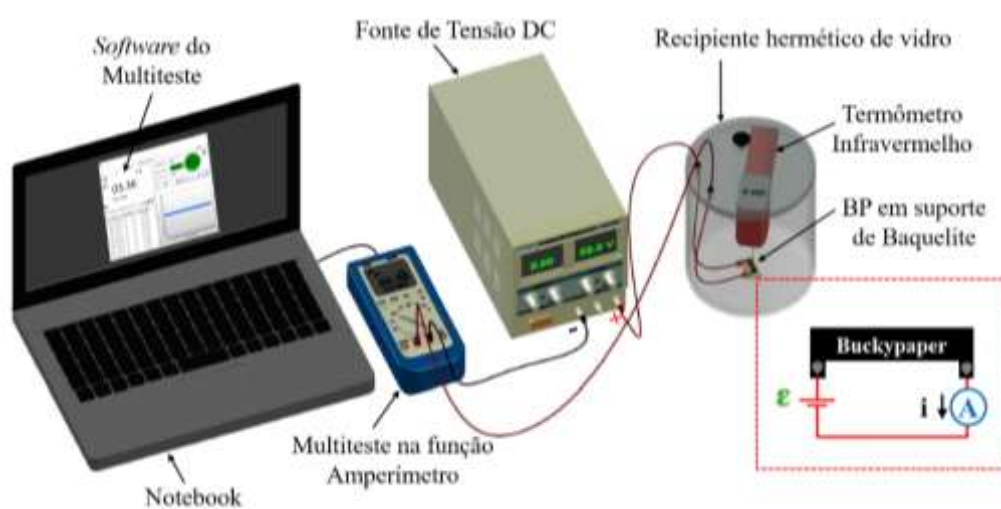 Software do
Multiteste
Fonte de Tensão DC
Recipiente hermético de vidro
Termômetro
Infravermelho
BP em suporte
de Baquelite
Buckypaper
ε
i
A
Multiteste na função
Amperímetro
Notebook